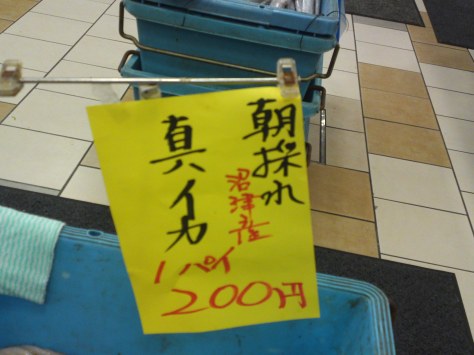 朝採れ
沼津産
真イカ
1パイ
200円